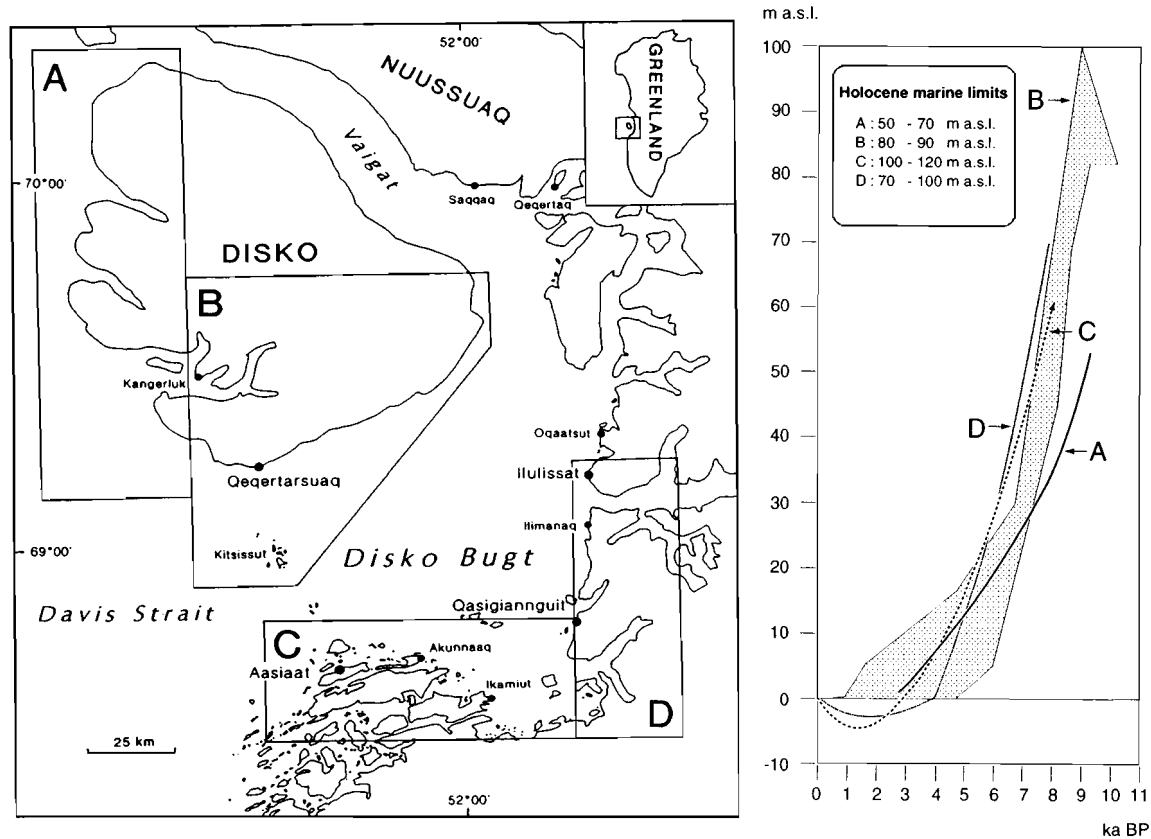 A
52°00'
NUUSSUAQ
GREENLAND
Vaigat
70°00'
Saqqaq
Qeqertaq
DISKO
B
Kangerluk
Oqaatsut
Qeqertarsuaq
Ilulissat
Ilimanaq
69°00'
Kitsissut
Disko Bugt
Davis Strait
Qasigiannguit
C
Akunnaaq
Aasiaat
Ikamiut
D
25 km
52°00'
m a.s.l.
100
90
80
70
60
50
40
30
20
10
0
-10
Holocene marine limits
A : 50 - 70 m a.s.l.
B : 80 - 90 m a.s.l.
C : 100 - 120 m a.s.l.
D : 70 - 100 m a.s.l.
B
C
D
A
0 1 2 3 4 5 6 7 8 9 10 11
ka BP